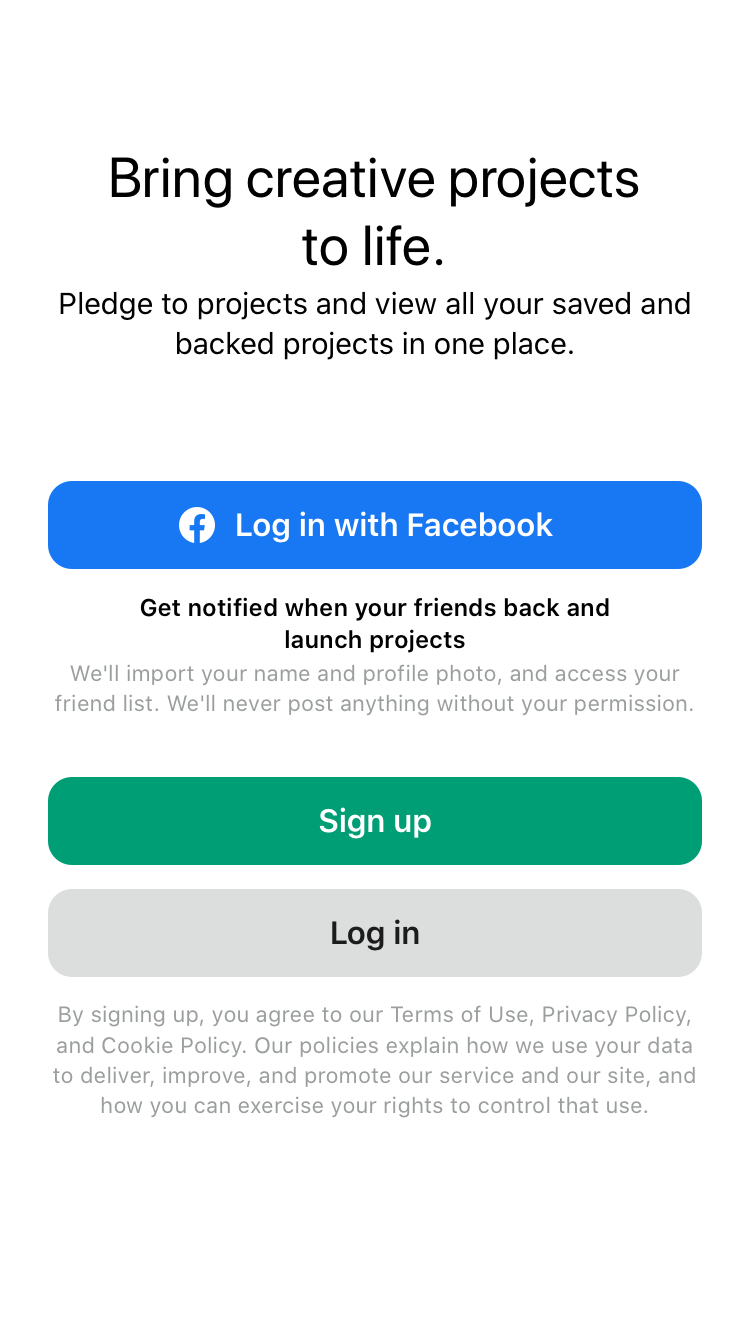 Bring creative projects
to life.
Pledge to projects and view all your saved and
backed projects in one place.
Log in with Facebook
Get notified when your friends back and
launch projects
We'll import your name and profile photo, and access your
friend list. We'll never post anything without your permission.
Sign up
Log in
By signing up, you agree to our Terms of Use, Privacy Policy,
and Cookie Policy. Our policies explain how we use your data
to deliver, improve, and promote our service and our site, and
how you can exercise your rights to control that use.